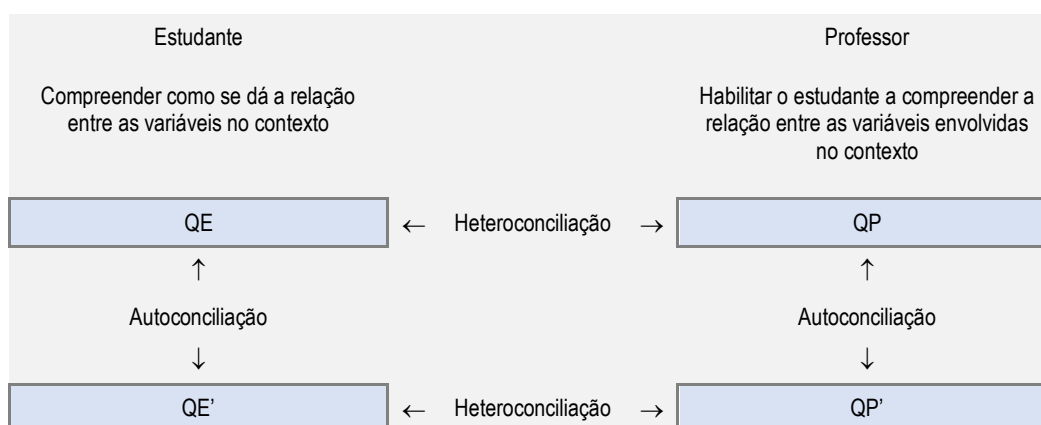 Estudante
Professor
Compreender como se dá a relação
entre as variáveis no contexto
Habilitar o estudante a compreender a
relação entre as variáveis envolvidas
no contexto
QE ← Heteroconciliação → QP
↑ ↑
Autoconciliação Autoconciliação
↓ ↓
QE’ ← Heteroconciliação → QP’